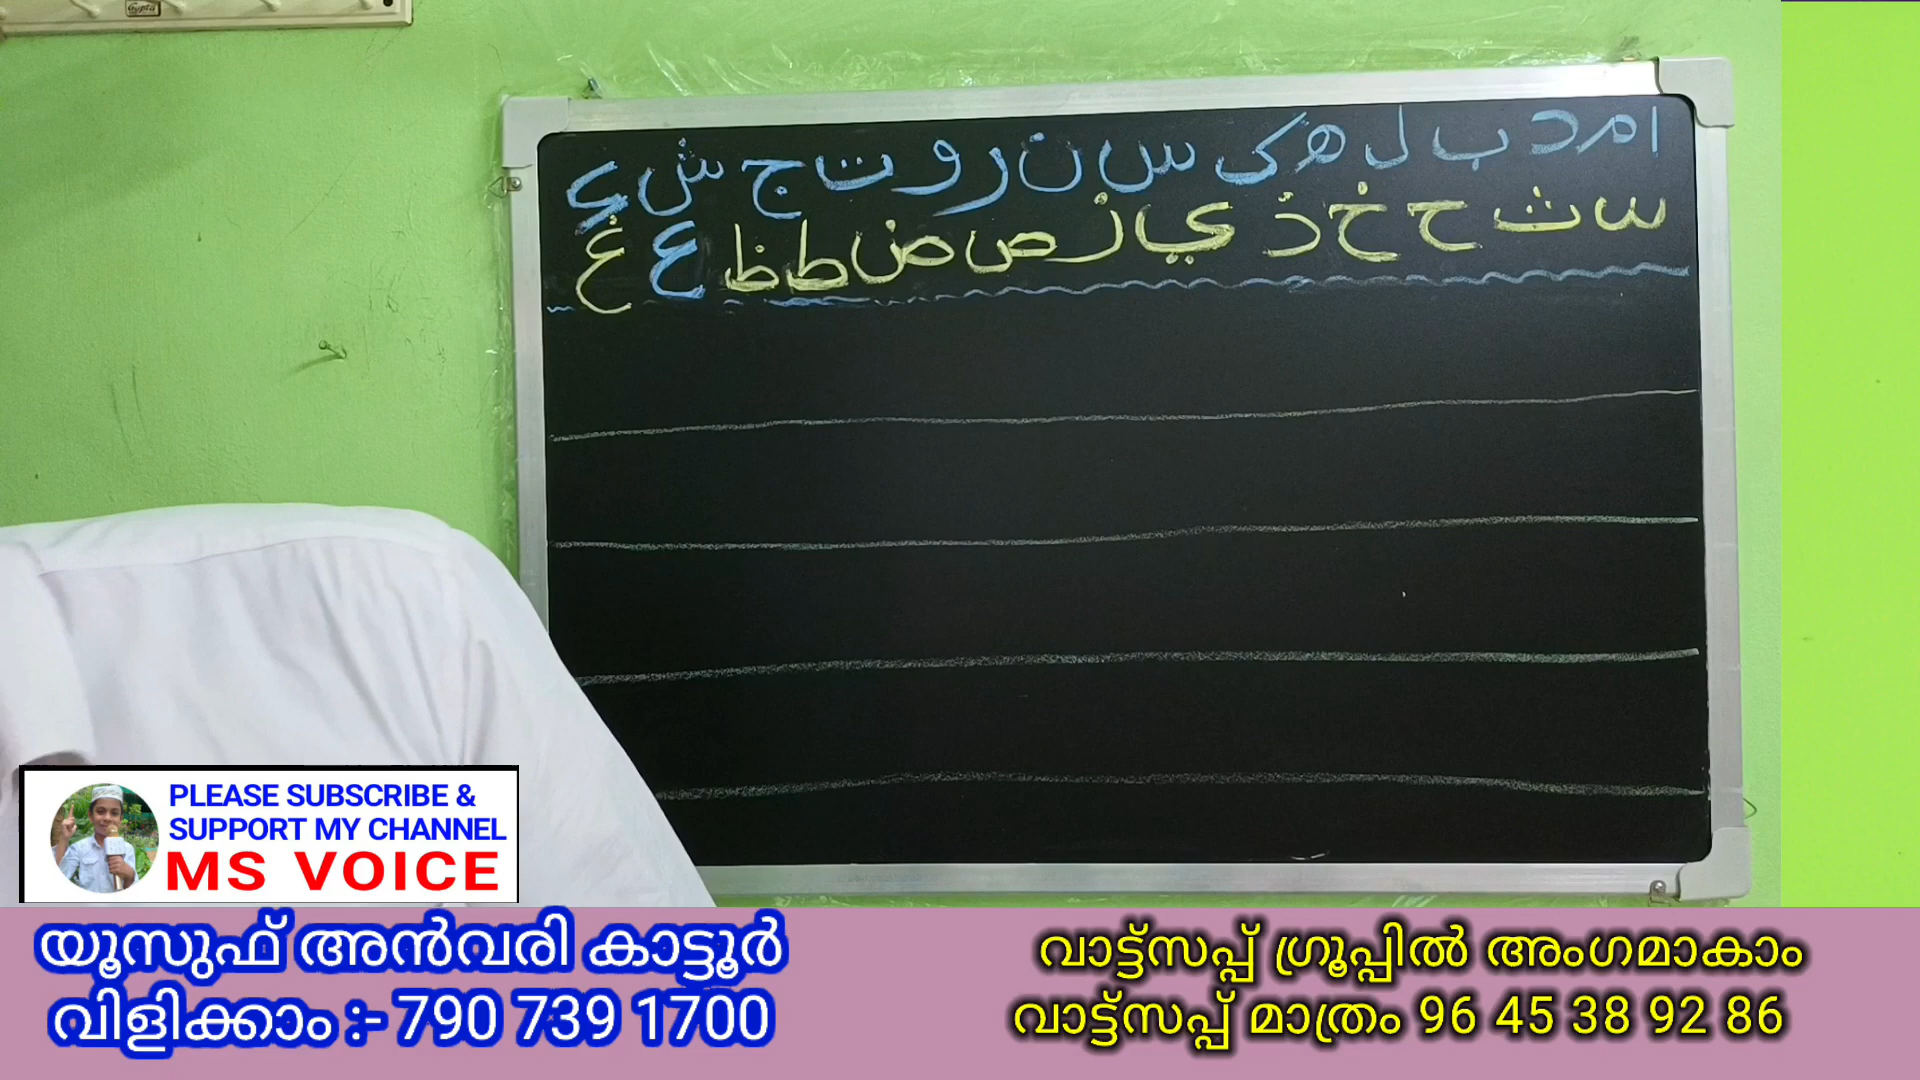 ا م د ب ل ھ ک س ن ر و ت ج ش ي
س ث ح خ ذ ي ز ص ض ط ظ ع غ
PLEASE SUBSCRIBE &
SUPPORT MY CHANNEL
MS VOICE
യൂസുഫ് അൻവരി കാട്ടൂർ
വിളിക്കാം :- 790 739 1700
വാട്ട്സപ്പ് ഗ്രൂപ്പിൽ അംഗമാകാം
വാട്ട്സപ്പ് മാത്രം 96 45 38 92 86